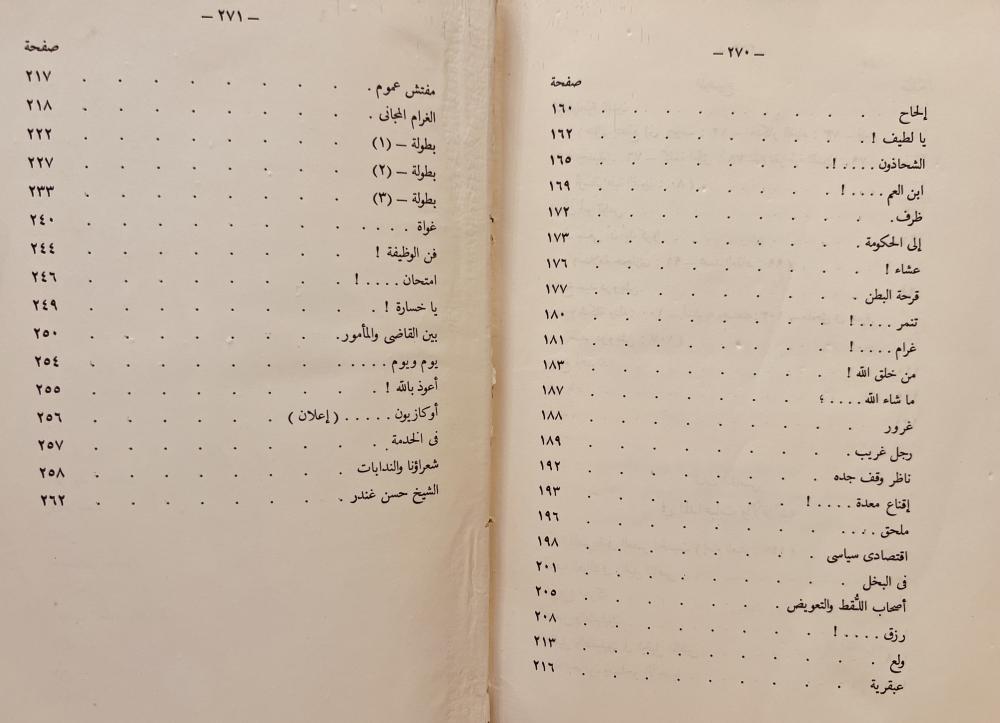 — ٢٧٠ —
صفحة
إلحاح . . . . . . . . ١٦٠
يا لطيف ! . . . . . . . . ١٦٢
الشحاذون . . . . ! . . . . . . . ١٦٥
ابن العم . . . . ! . . . . . . . ١٦٩
ظرف . . . . . . . . ١٧٢
إلى الحكومة . . . . . . . . ١٧٣
عشاء ! . . . . . . . . ١٧٦
قرحة البطن . . . . . . . . ١٧٧
تنمر . . . . ! . . . . . . . ١٨٠
غرام . . . . ! . . . . . . . ١٨١
من خلق الله ! . . . . . . . ١٨٣
ما شاء الله . . . . ؛ . . . . . . ١٨٧
غرور . . . . . . . . ١٨٨
رجل غريب . . . . . . . . ١٨٩
ناظر وقف جده . . . . . . . ١٩٢
إقناع معدة . . . . ! . . . . . . ١٩٣
ملحق . . . . . . . . . . ١٩٦
اقتصادى سياسى . . . . . . . ١٩٨
فى البخل . . . . . . . . ٢٠١
أصحاب اللُّقط والتعويض . . . . . . ٢٠٥
رزق . . . . ! . . . . . . . ٢٠٨
ولع . . . . . . . . ٢١٣
عبقرية . . . . . . . . ٢١٦
— ٢٧١ —
صفحة
مفتش عموم . . . . . . . . . ٢١٧
الغرام المجانى . . . . . . . . . ٢١٨
بطولة – (١) . . . . . . . . ٢٢٢
بطولة – (٢) . . . . . . . . ٢٢٧
بطولة – (٣) . . . . . . . . ٢٣٣
غواة . . . . . . . . . . ٢٤٠
فن الوظيفة ! . . . . . . . . ٢٤٤
امتحان . . . . ! . . . . . . . ٢٤٦
يا خسارة ! . . . . . . . . ٢٤٩
بين القاضى والمأمور . . . . . . . ٢٥٠
يوم ويوم . . . . . . . . . . ٢٥٤
أعوذ بالله ! . . . . . . . . ٢٥٥
أوكازيون . . . . . ( إعلان ) . . . . . ٢٥٦
فى الخدمة . . . . . . . . ٢٥٧
شعراؤنا والندابات . . . . . . . ٢٥٨
الشيخ حسن غندر . . . . . . . ٢٦٢